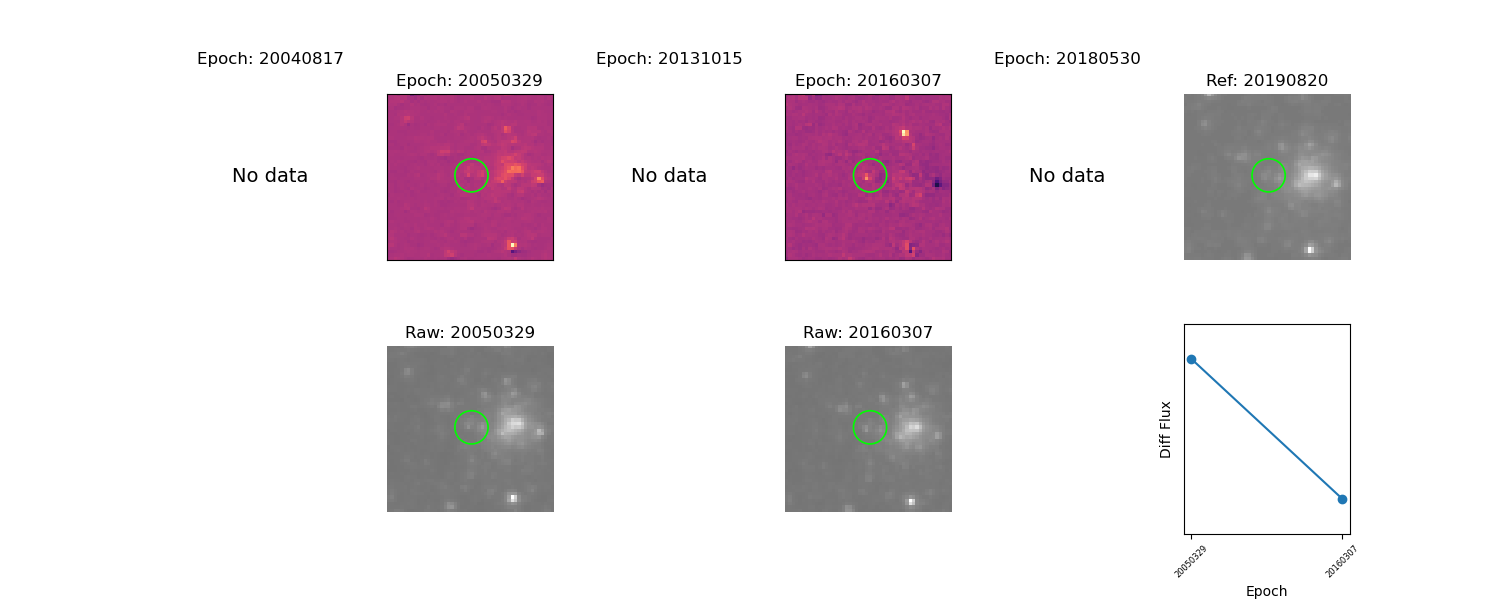 Epoch: 20040817
Epoch: 20050329
Epoch: 20131015
Epoch: 20160307
Epoch: 20180530
Ref: 20190820
No data
No data
No data
Raw: 20050329
Raw: 20160307
Diff Flux
20050329
20160307
Epoch